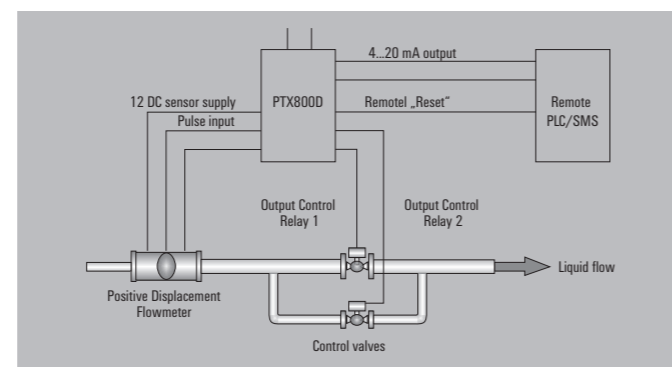 4...20 mA output
12 DC sensor supply
PTX800D
Remotel „Reset“
Remote
PLC/SMS
Pulse input
Output Control
Relay 1
Output Control
Relay 2
Liquid flow
Positive Displacement
Flowmeter
Control valves